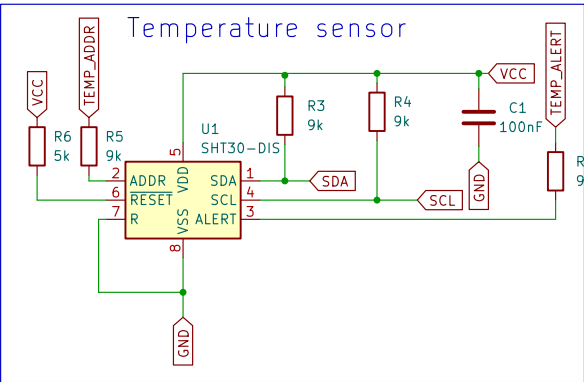 Temperature sensor
VCC
TEMP_ADDR
TEMP_ALERT
VCC
R6
5k
R5
9k
U1
SHT30-DIS
R3
9k
R4
9k
C1
100nF
GND
5
VDD
2 ADDR
6 RESET
7 R
SDA 1
SCL 4
ALERT 3
VSS
8
SDA
SCL
GND